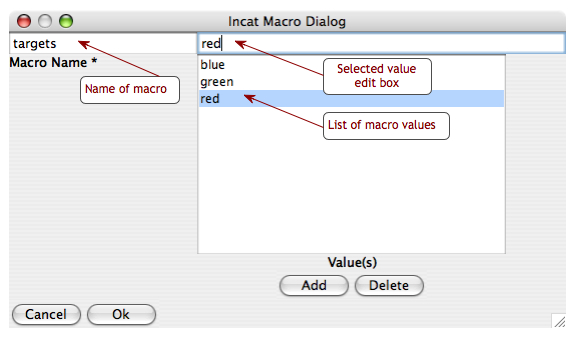 Incat Macro Dialog
targets
red
Macro Name *
Name of macro
blue
green
red
Selected value
edit box
List of macro values
Value(s)
Add
Delete
Cancel
Ok